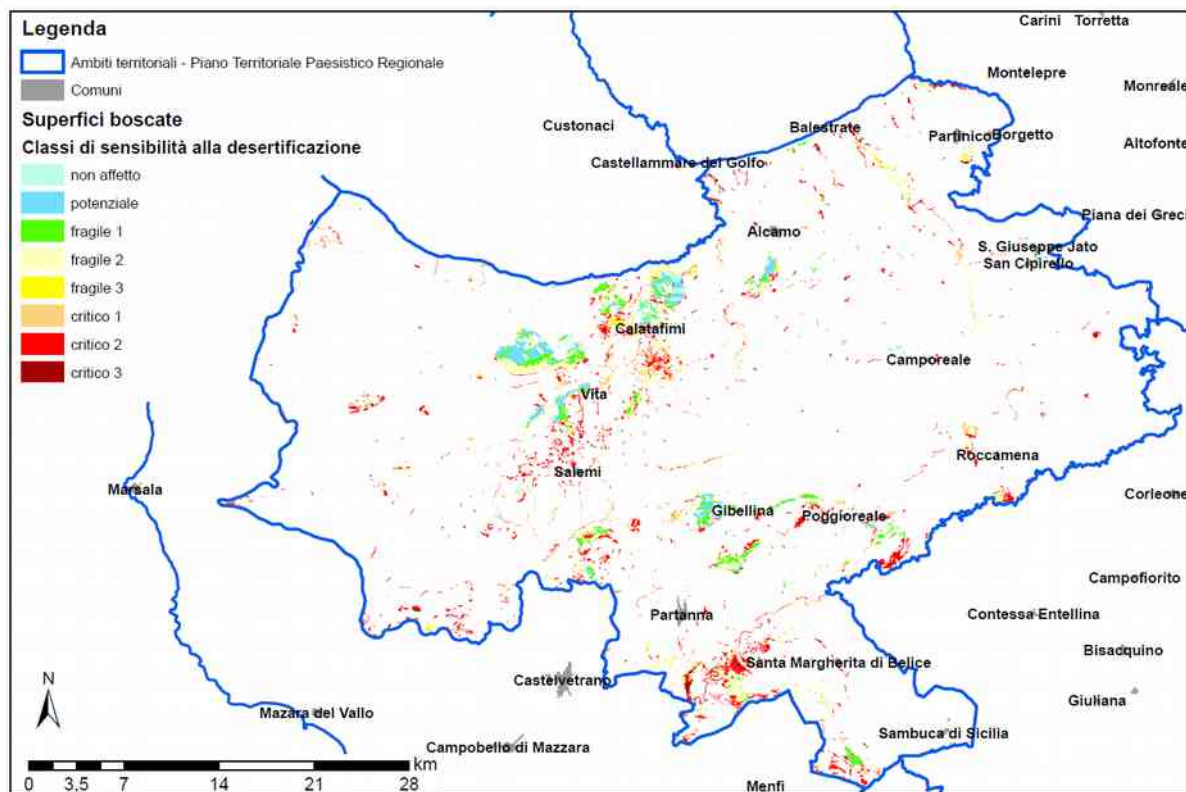 Legenda
Ambiti territoriali - Piano Territoriale Paesistico Regionale
Comuni
Superfici boscate
Classi di sensibilità alla desertificazione
non affetto
potenziale
fragile 1
fragile 2
fragile 3
critico 1
critico 2
critico 3
Carini Torretta
Montelepre
Monreale
Custonaci
Balestrate
Partinico Borgetto
Altofonte
Castellammare del Golfo
Piana dei Greci
Alcamo
S. Giuseppe Jato
San Cipirello
Calatafimi
Camporeale
Vita
Roccamena
Salemi
Marsala
Corleone
Gibellina
Poggioreale
Campofiorito
Partanna
Contessa Entellina
Bisacquino
Santa Margherita di Belice
Castelvetrano
Giuliana
Mazara del Vallo
Sambuca di Sicilia
Campobello di Mazzara
Menfi
N
km
0 3,5 7 14 21 28